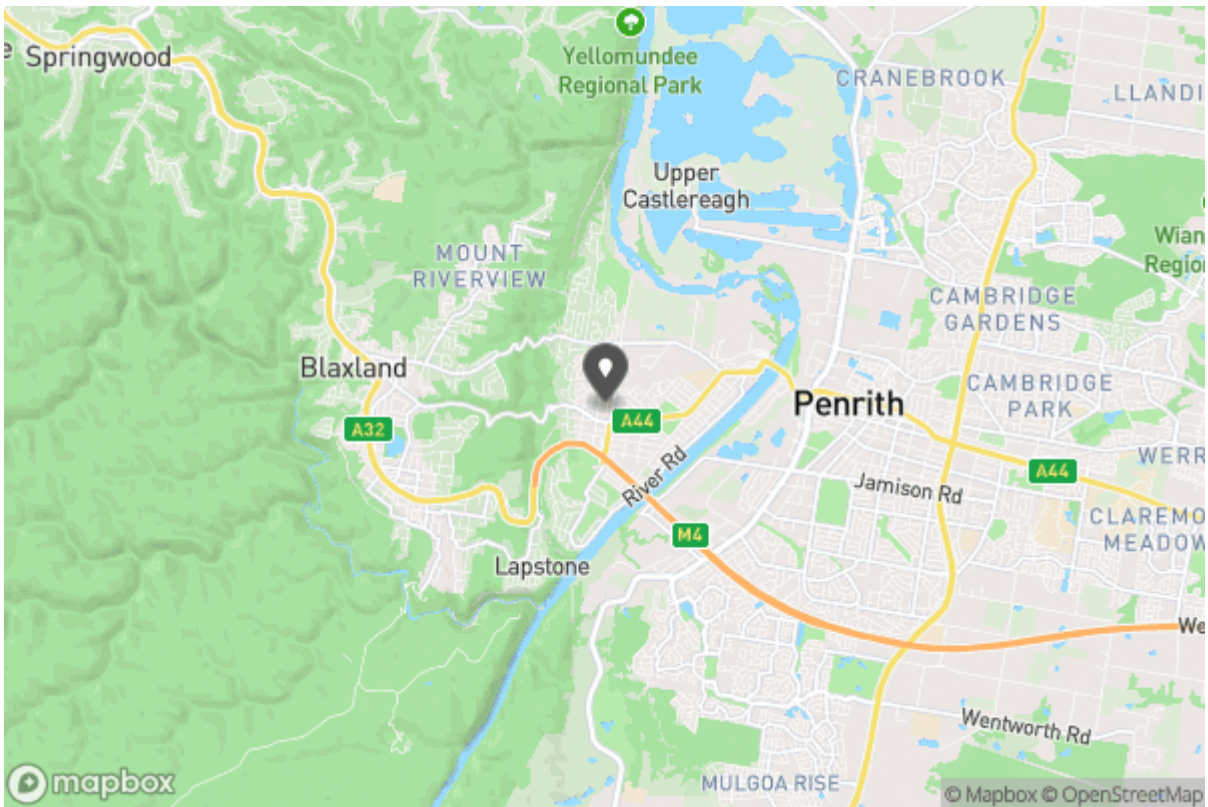 e
Springwood
Yellomundee
Regional Park
CRANEBROOK
LLANDI
Upper
Castlereagh
Wian
Region
MOUNT
RIVERVIEW
CAMBRIDGE
GARDENS
Blaxland
CAMBRIDGE
PARK
Penrith
A32
A44
WERR
River Rd
Jamison Rd
A44
CLAREMO
MEADOW
M4
Lapstone
We
Wentworth Rd
MULGOA RISE
mapbox
© Mapbox © OpenStreetMap